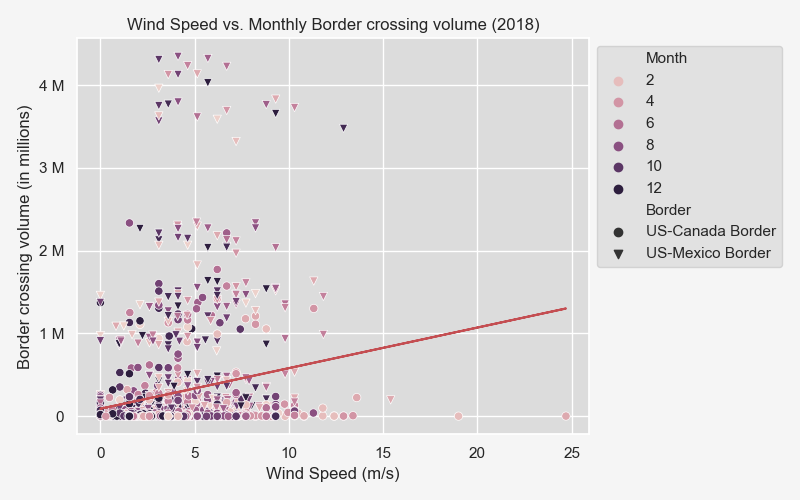 Wind Speed vs. Monthly Border crossing volume (2018)
Border crossing volume (in millions)
4 M
3 M
2 M
1 M
0
0
5
10
15
20
25
Wind Speed (m/s)
Month
2
4
6
8
10
12
Border
US-Canada Border
US-Mexico Border